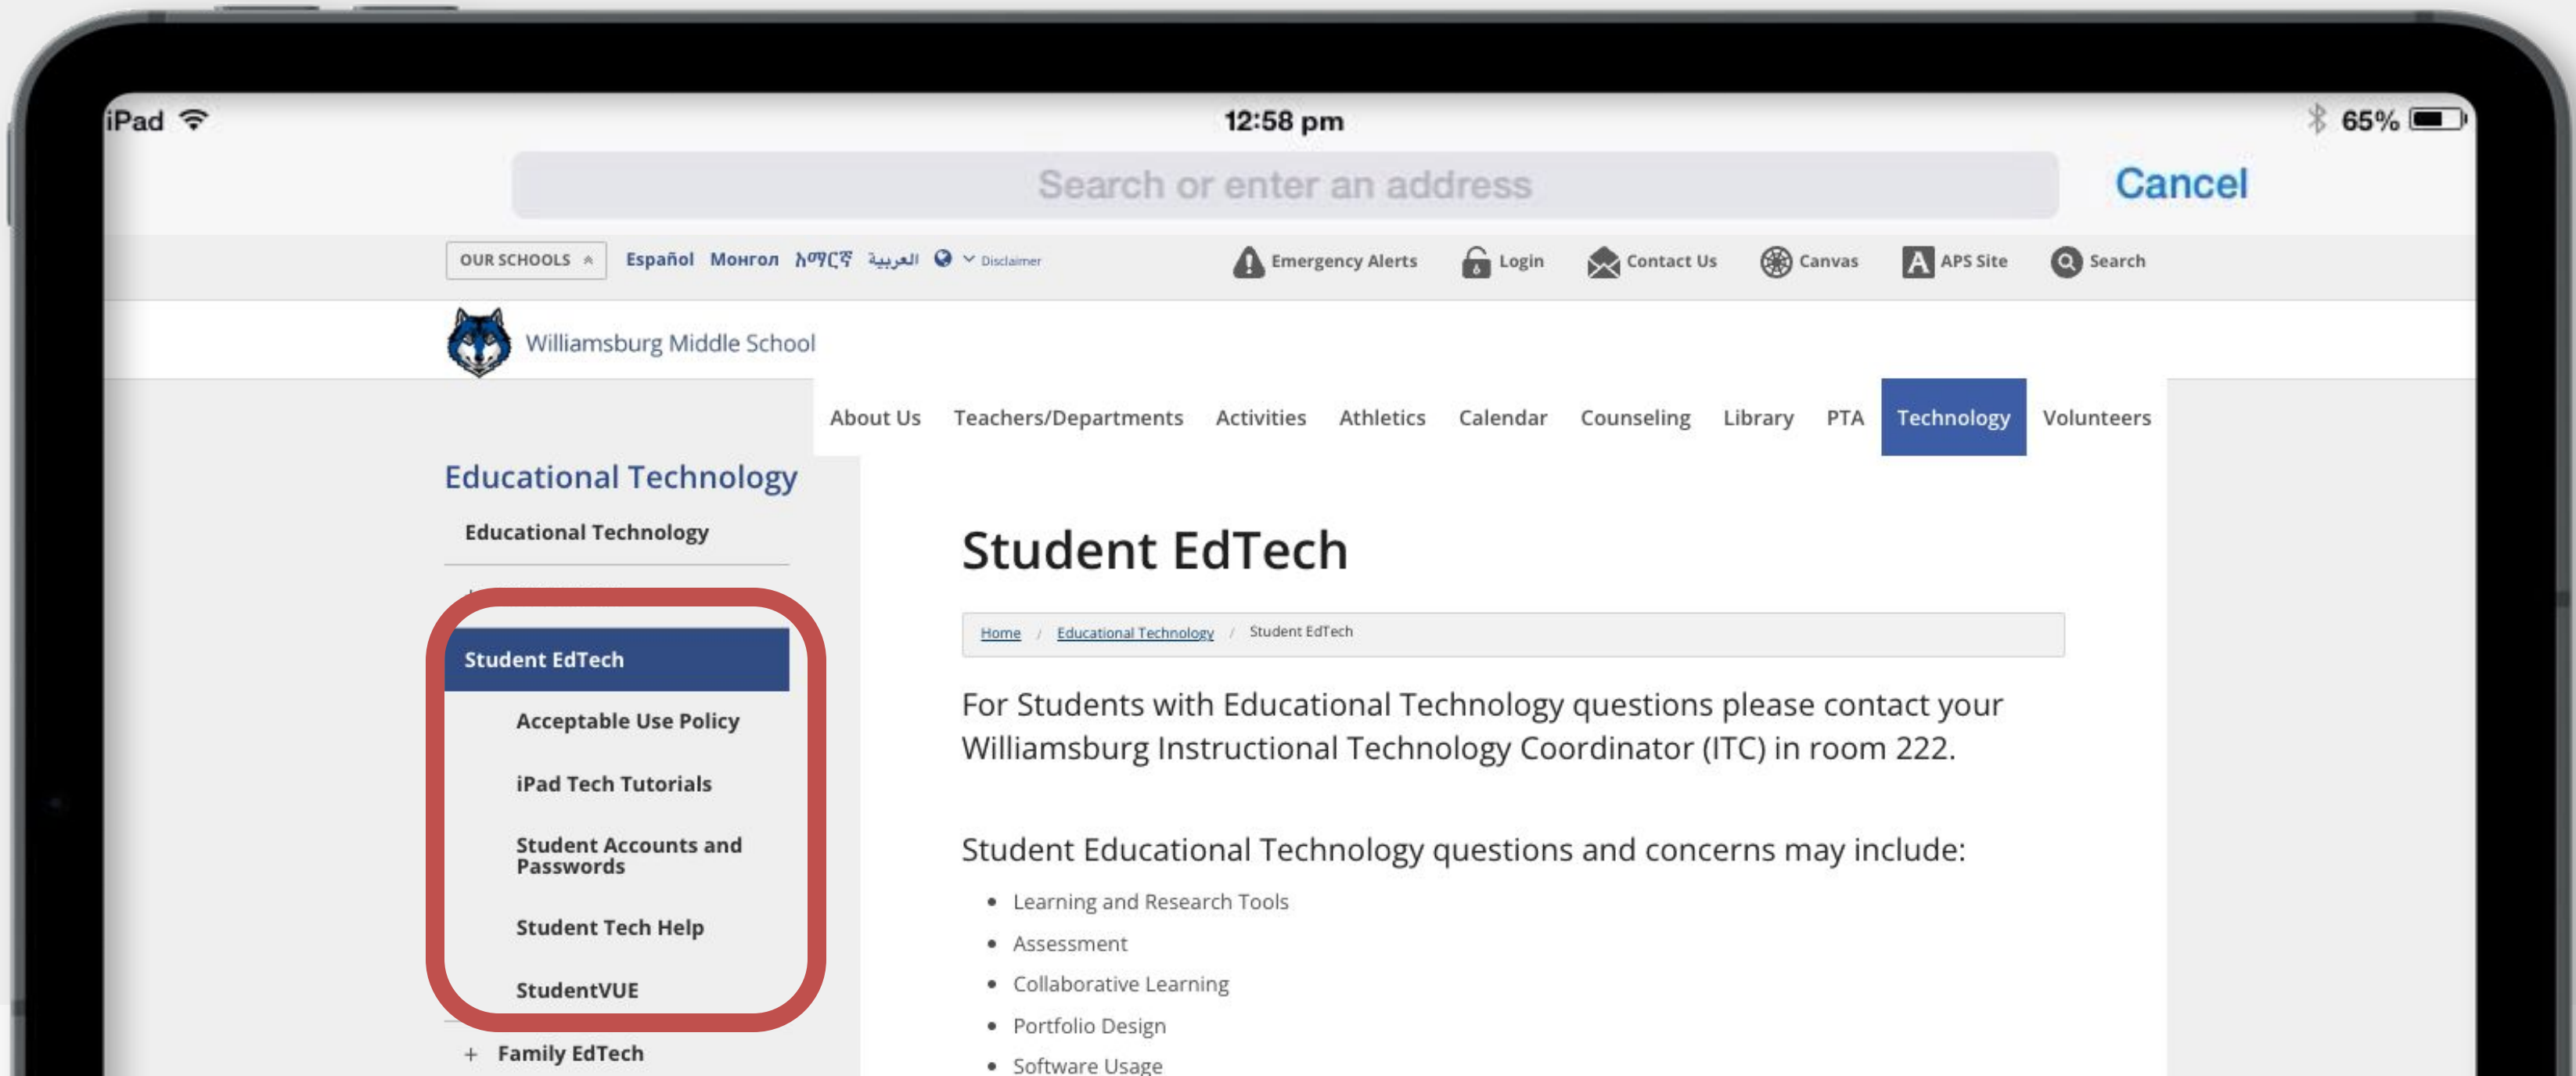 iPad
12:58 pm
65%
Search or enter an address
Cancel
OUR SCHOOLS
Español Монгол አማርኛ العربية Disclaimer
Emergency Alerts
Login
Contact Us
Canvas
A APS Site
Search
Williamsburg Middle School
About Us Teachers/Departments Activities Athletics Calendar Counseling Library PTA Technology Volunteers
Educational Technology
Educational Technology
Student EdTech
Acceptable Use Policy
iPad Tech Tutorials
Student Accounts and
Passwords
Student Tech Help
StudentVUE
+ Family EdTech
Student EdTech
Home / Educational Technology / Student EdTech
For Students with Educational Technology questions please contact your
Williamsburg Instructional Technology Coordinator (ITC) in room 222.
Student Educational Technology questions and concerns may include:
• Learning and Research Tools
• Assessment
• Collaborative Learning
• Portfolio Design
• Software Usage